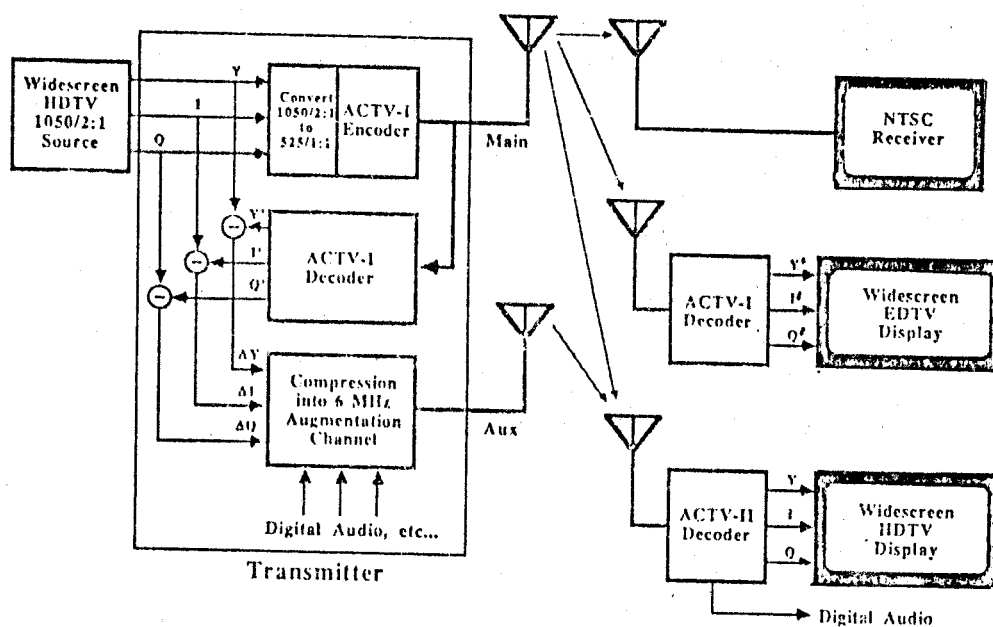 Widescreen
HDTV
1050/2:1
Source
Y
I
Q
Convert
1050/2:1
to
525/1:1
ACTV-I
Encoder
Main
NTSC
Receiver
Y'
I'
Q'
ACTV-I
Decoder
ACTV-I
Decoder
Widescreen
EDTV
Display
ΔY
ΔI
ΔQ
Compression
into 6 MHz
Augmentation
Channel
Aux
Digital Audio, etc...
Transmitter
ACTV-II
Decoder
Y
I
Q
Widescreen
HDTV
Display
Digital Audio